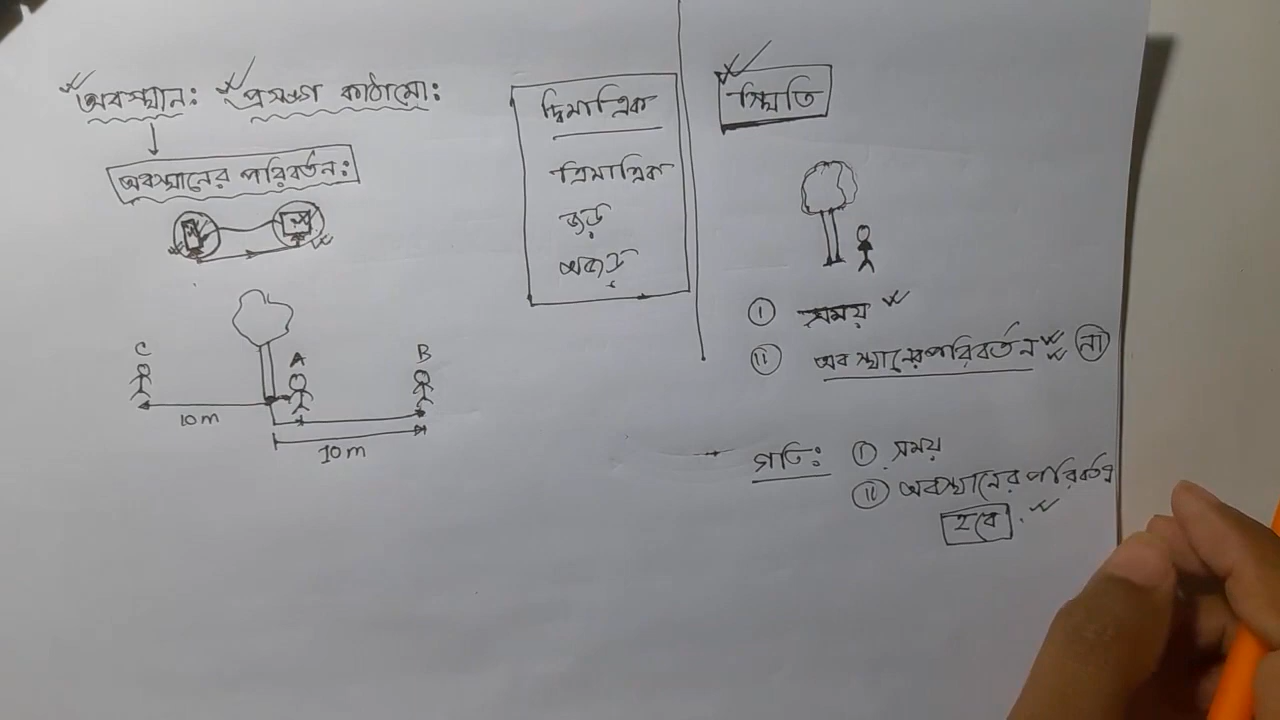 অবস্থান: প্রসঙ্গ কাঠামো:
অবস্থানের পরিবর্তন:
C
A
B
10 m
10 m
দ্বিমাত্রিক
ত্রিমাত্রিক
জড়
অজড়
স্থিতি
i সময়
ii অবস্থানের পরিবর্তন না
গতি: i সময়
ii অবস্থানের পরিবর্তন
হবে.